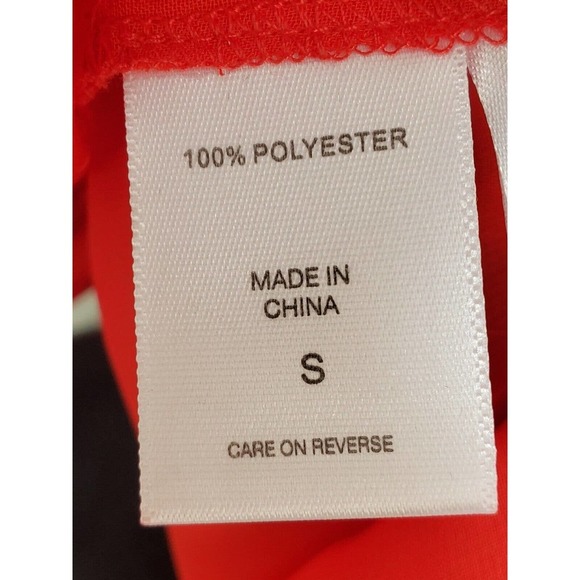 100% POLYESTER
MADE IN
CHINA
S
CARE ON REVERSE